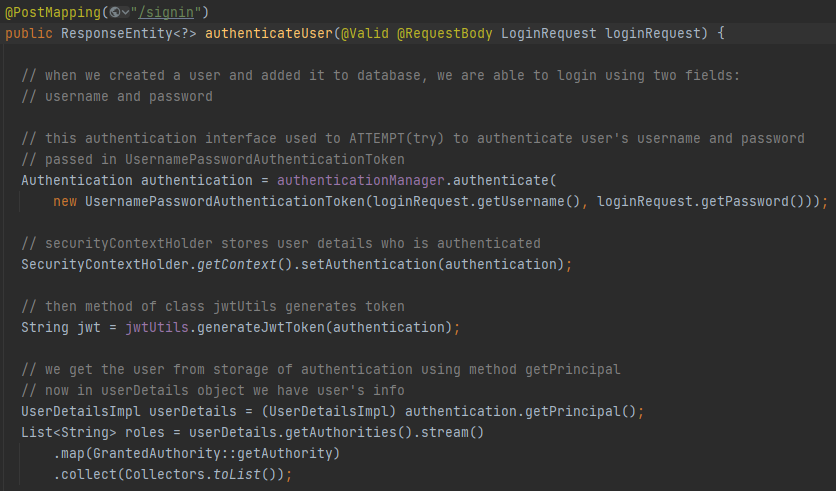 @PostMapping("/signin")
public ResponseEntity<?> authenticateUser(@Valid @RequestBody LoginRequest loginRequest) {
// when we created a user and added it to database, we are able to login using two fields:
// username and password
// this authentication interface used to ATTEMPT(try) to authenticate user's username and password
// passed in UsernamePasswordAuthenticationToken
Authentication authentication = authenticationManager.authenticate(
new UsernamePasswordAuthenticationToken(loginRequest.getUsername(), loginRequest.getPassword()));
// securityContextHolder stores user details who is authenticated
SecurityContextHolder.getContext().setAuthentication(authentication);
// then method of class jwtUtils generates token
String jwt = jwtUtils.generateJwtToken(authentication);
// we get the user from storage of authentication using method getPrincipal
// now in userDetails object we have user's info
UserDetailsImpl userDetails = (UserDetailsImpl) authentication.getPrincipal();
List<String> roles = userDetails.getAuthorities().stream()
.map(GrantedAuthority::getAuthority)
.collect(Collectors.toList());